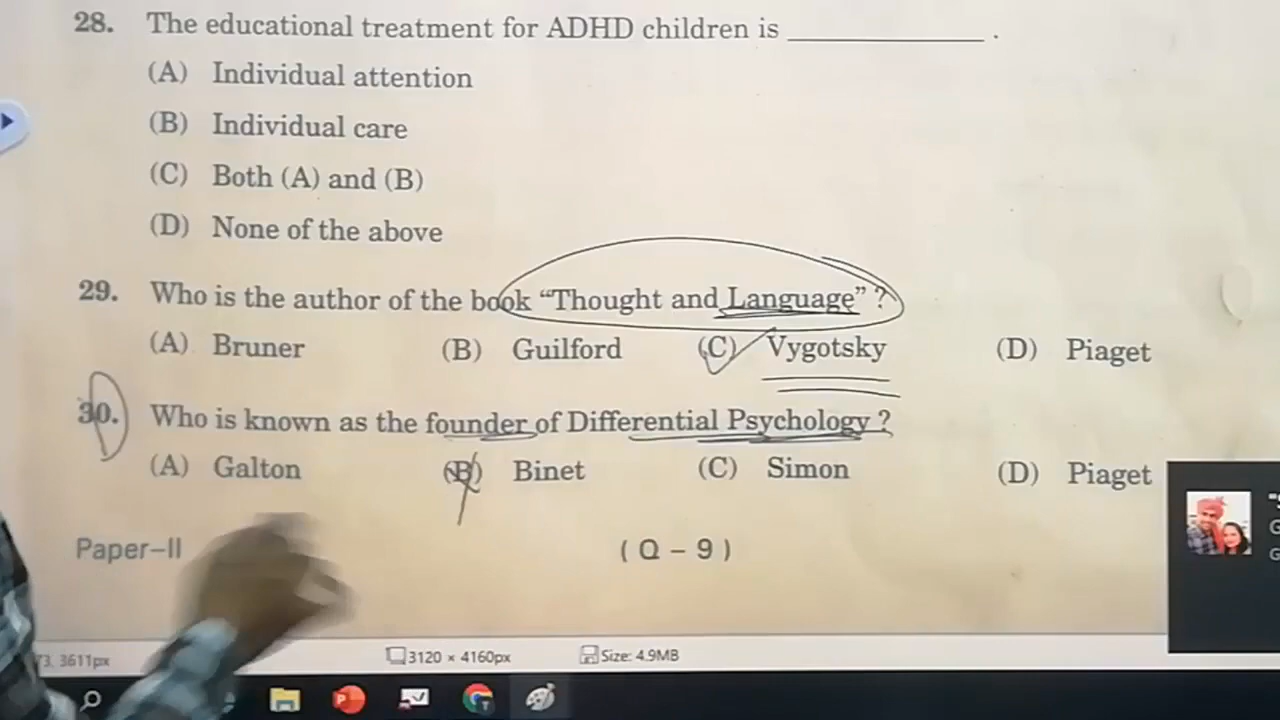 28. The educational treatment for ADHD children is ____________ .
(A) Individual attention
(B) Individual care
(C) Both (A) and (B)
(D) None of the above
29. Who is the author of the book “Thought and Language” ?
(A) Bruner (B) Guilford (C) Vygotsky (D) Piaget
30. Who is known as the founder of Differential Psychology ?
(A) Galton (B) Binet (C) Simon (D) Piaget
Paper–II ( Q – 9 )
3611px 3120 × 4160px Size: 4.9MB